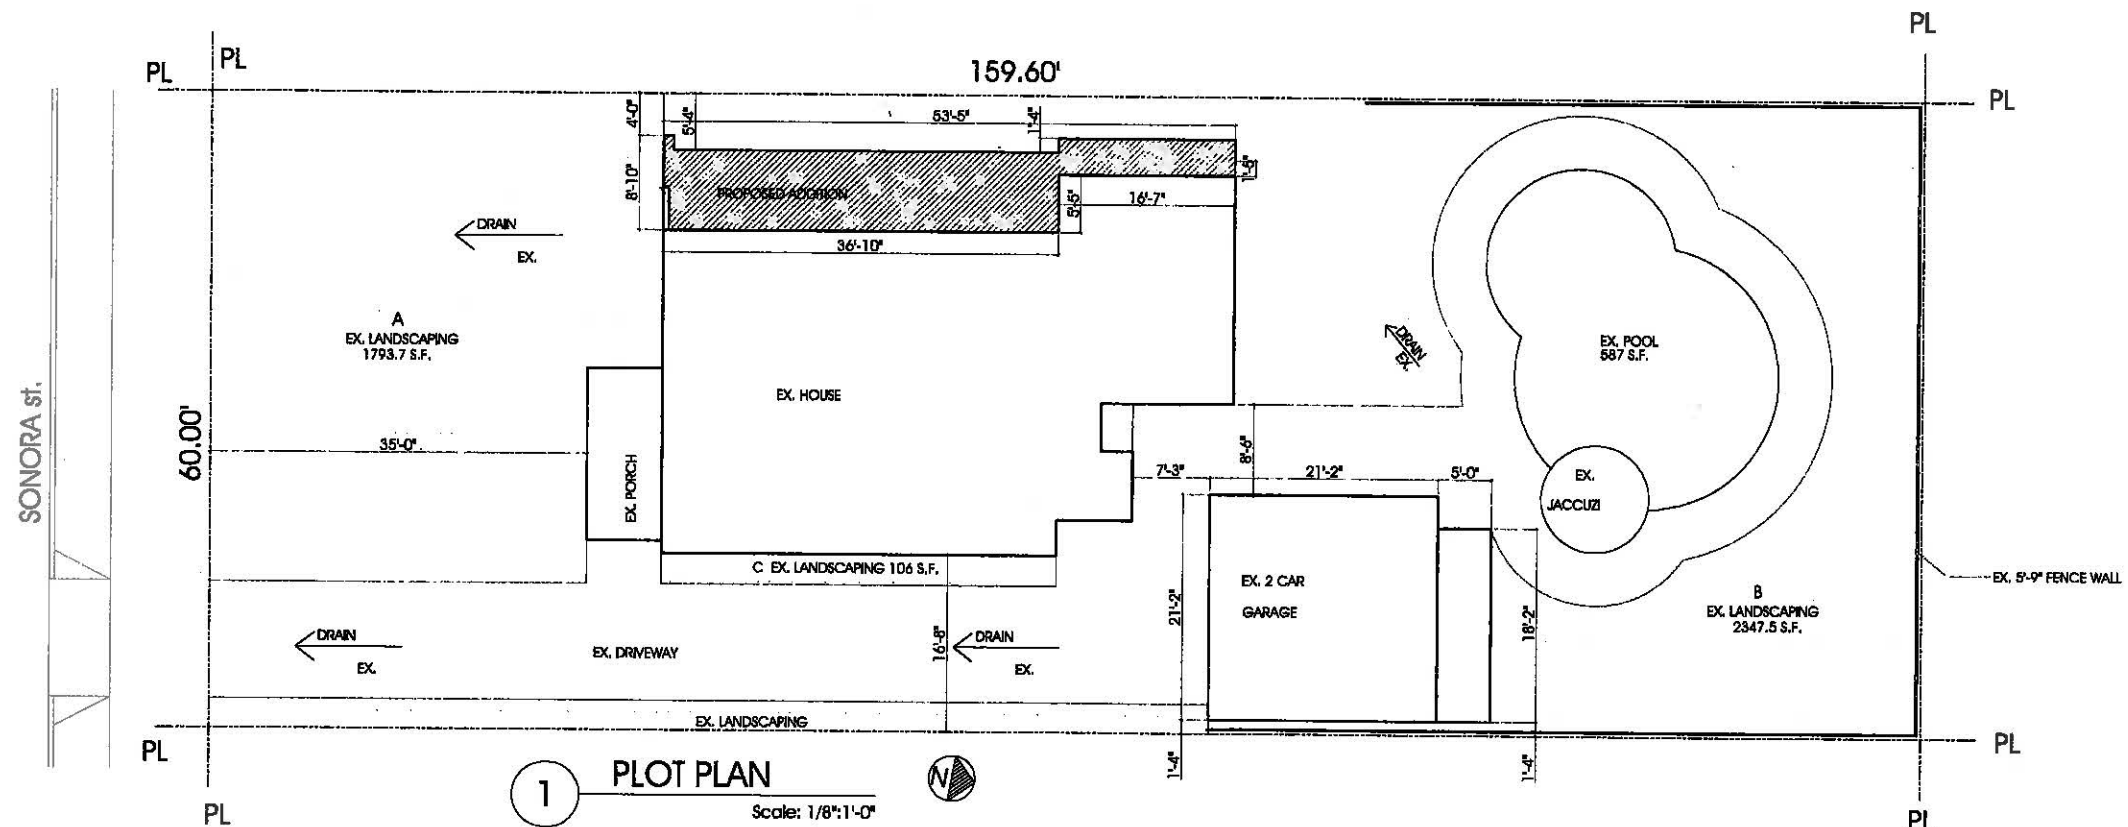 PL
PL
PL
159.60'
PL
4'-0"
5'-4"
53'-5"
1'-4"
8'-10"
PROPOSED ADDITION
5'-5"
16'-7"
36'-10"
DRAIN
EX.
A
EX. LANDSCAPING
1793.7 S.F.
SONORA st.
60.00'
35'-0"
EX. PORCH
EX. HOUSE
DRAIN
EX.
EX. POOL
587 S.F.
8'-6"
7'-3"
21'-2"
5'-0"
EX.
JACCUZI
C EX. LANDSCAPING 106 S.F.
EX. 2 CAR
GARAGE
21'-2"
18'-2"
B
EX. LANDSCAPING
2347.5 S.F.
EX. 5'-9" FENCE WALL
DRAIN
EX.
EX. DRIVEWAY
16'-8"
DRAIN
EX.
EX. LANDSCAPING
1'-4"
1'-4"
PL
PL
PL
1
PLOT PLAN
Scale: 1/8":1'-0"
N